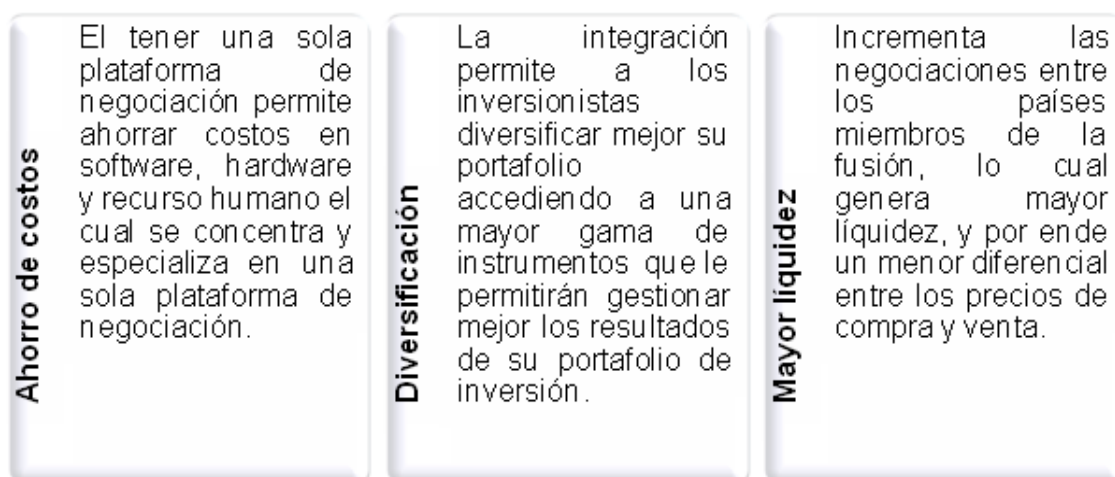 Ahorro de costos
El tener una sola
plataforma de
negociación permite
ahorrar costos en
software, hardware
y recurso humano el
cual se concentra y
especializa en una
sola plataforma de
negociación.
Diversificación
La integración
permite a los
inversionistas
diversificar mejor su
portafolio
accediendo a una
mayor gama de
instrumentos que le
permitirán gestionar
mejor los resultados
de su portafolio de
inversión.
Mayor líquidez
Incrementa las
negociaciones entre
los países
miembros de la
fusión, lo cual
genera mayor
líquidez, y por ende
un menor diferencial
entre los precios de
compra y venta.